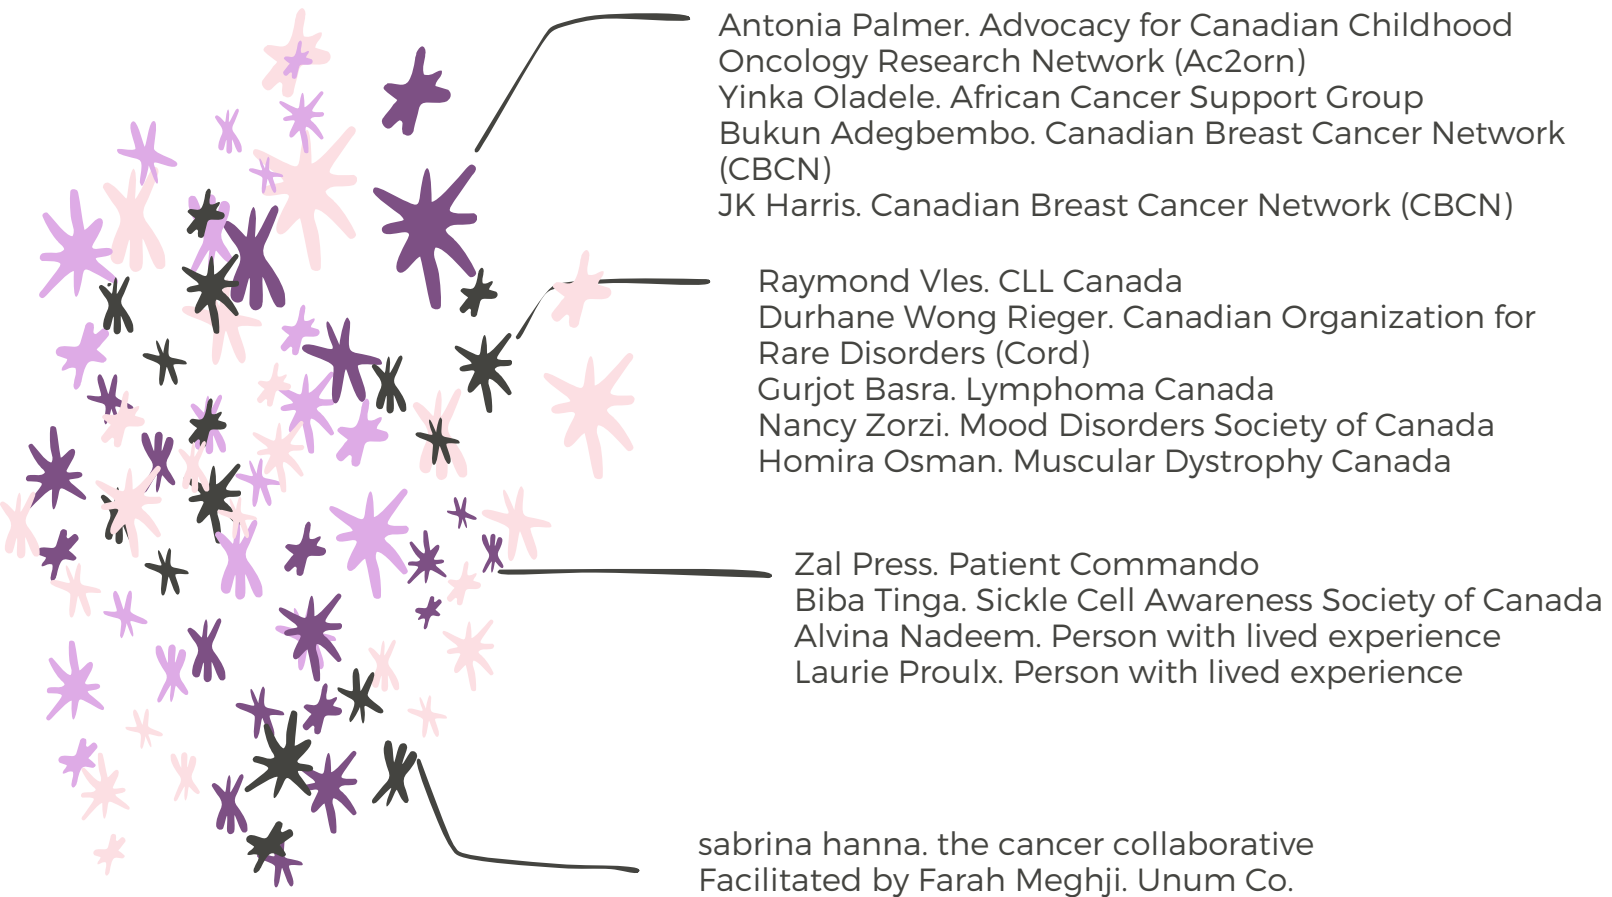 Antonia Palmer. Advocacy for Canadian Childhood
Oncology Research Network (Ac2orn)
Yinka Oladele. African Cancer Support Group
Bukun Adegbembo. Canadian Breast Cancer Network
(CBCN)
JK Harris. Canadian Breast Cancer Network (CBCN)
Raymond Vles. CLL Canada
Durhane Wong Rieger. Canadian Organization for
Rare Disorders (Cord)
Gurjot Basra. Lymphoma Canada
Nancy Zorzi. Mood Disorders Society of Canada
Homira Osman. Muscular Dystrophy Canada
Zal Press. Patient Commando
Biba Tinga. Sickle Cell Awareness Society of Canada
Alvina Nadeem. Person with lived experience
Laurie Proulx. Person with lived experience
sabrina hanna. the cancer collaborative
Facilitated by Farah Meghji. Unum Co.